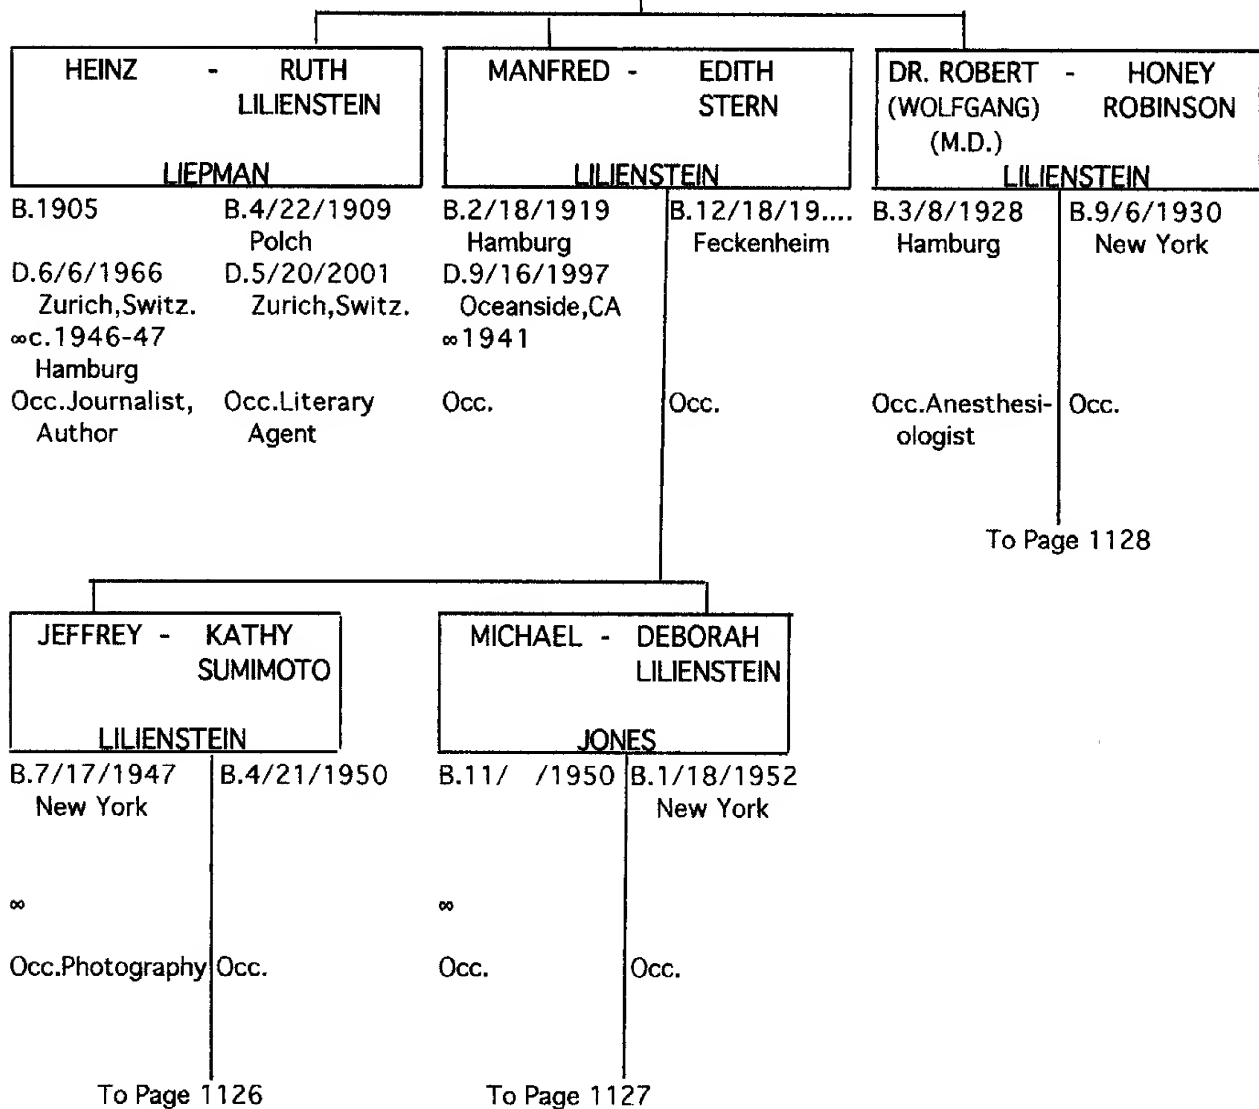 HEINZ - RUTH
LILIENSTEIN
LIEPMAN
B.1905 B.4/22/1909
Polch
D.6/6/1966 D.5/20/2001
Zurich,Switz. Zurich,Switz.
∞c.1946-47
Hamburg
Occ.Journalist, Occ.Literary
Author Agent
MANFRED - EDITH
STERN
LILIENSTEIN
B.2/18/1919 B.12/18/19....
Hamburg Feckenheim
D.9/16/1997
Oceanside,CA
∞1941
Occ. Occ.
DR. ROBERT - HONEY
(WOLFGANG) ROBINSON
(M.D.)
LILIENSTEIN
B.3/8/1928 B.9/6/1930
Hamburg New York
Occ.Anesthesi- Occ.
ologist
To Page 1128
JEFFREY - KATHY
SUMIMOTO
LILIENSTEIN
B.7/17/1947 B.4/21/1950
New York
∞
Occ.Photography Occ.
To Page 1126
MICHAEL - DEBORAH
LILIENSTEIN
JONES
B.11/ /1950 B.1/18/1952
New York
∞
Occ. Occ.
To Page 1127